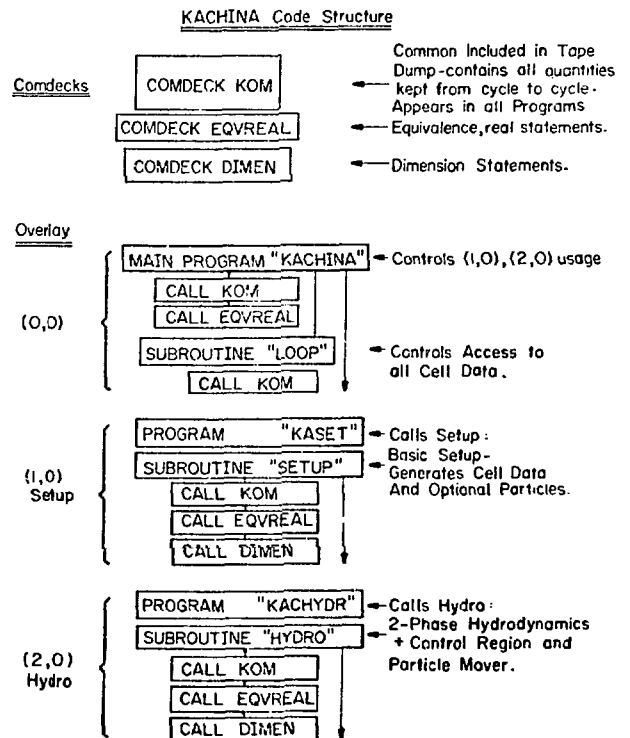 KACHINA Code Structure
Comdecks
COMDECK KOM
Common Included in Tape
Dump-contains all quantities
kept from cycle to cycle.
Appears in all Programs
COMDECK EQVREAL
Equivalence, real statements.
COMDECK DIMEN
Dimension Statements.
Overlay
(0,0)
MAIN PROGRAM "KACHINA"
Controls (1,0),(2,0) usage
CALL KOM
CALL EQVREAL
SUBROUTINE "LOOP"
Controls Access to
all Cell Data.
CALL KOM
(1,0)
Setup
PROGRAM "KASET"
Calls Setup:
SUBROUTINE "SETUP"
Basic Setup-
Generates Cell Data
And Optional Particles.
CALL KOM
CALL EQVREAL
CALL DIMEN
(2,0)
Hydro
PROGRAM "KACHYDR"
Calls Hydro:
SUBROUTINE "HYDRO"
2-Phase Hydrodynamics
+ Control Region and
Particle Mover.
CALL KOM
CALL EQVREAL
CALL DIMEN